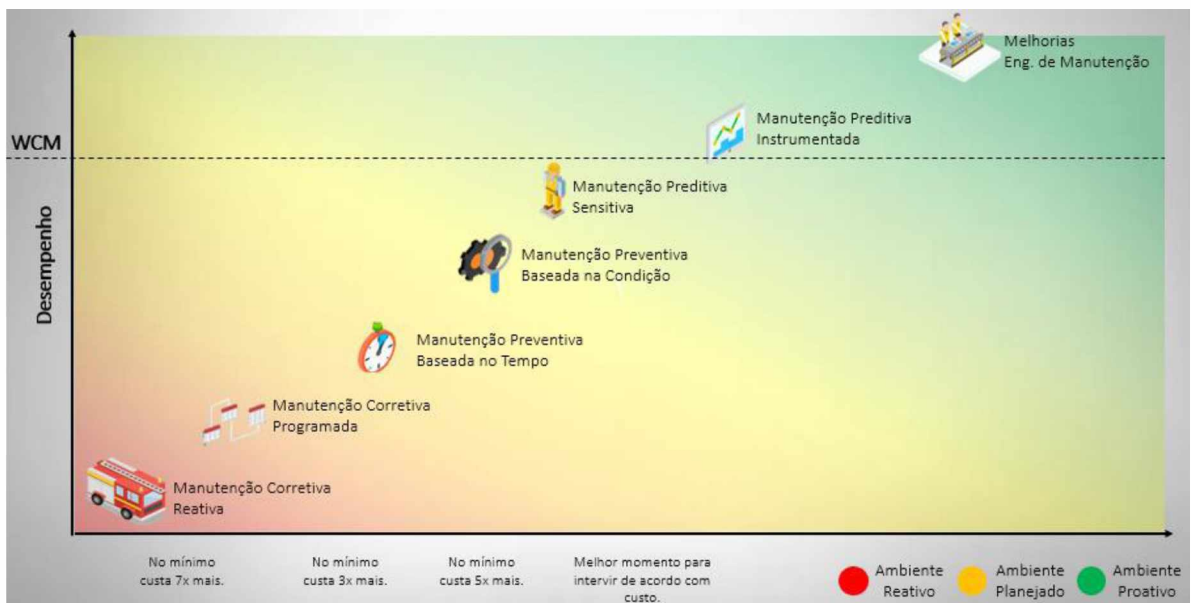 Melhorias
Eng. de Manutenção
Manutenção Preditiva
Instrumentada
WCM
Manutenção Preditiva
Sensitiva
Manutenção Preventiva
Baseada na Condição
Desempenho
Manutenção Preventiva
Baseada no Tempo
Manutenção Corretiva
Programada
Manutenção Corretiva
Reativa
No mínimo
custa 7x mais.
No mínimo
custa 3x mais.
No mínimo
custa 5x mais.
Melhor momento para
intervir de acordo com
custo.
Ambiente
Reativo
Ambiente
Planejado
Ambiente
Proativo